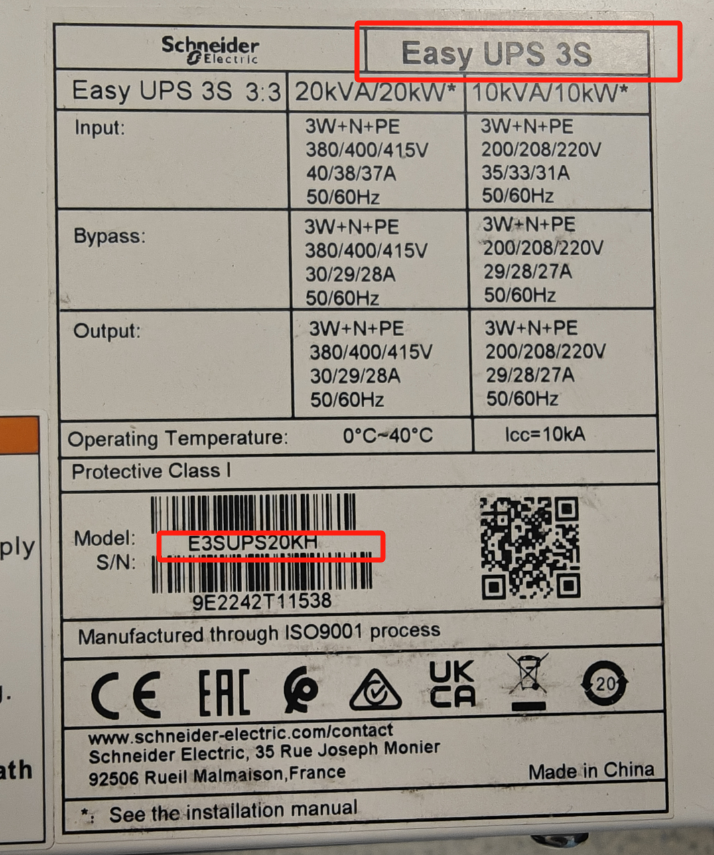 Schneider Electric
Easy UPS 3S
Easy UPS 3S 3:3 20kVA/20kW* 10kVA/10kW*
Input:
3W+N+PE
380/400/415V
40/38/37A
50/60Hz
3W+N+PE
200/208/220V
35/33/31A
50/60Hz
Bypass:
3W+N+PE
380/400/415V
30/29/28A
50/60Hz
3W+N+PE
200/208/220V
29/28/27A
50/60Hz
Output:
3W+N+PE
380/400/415V
30/29/28A
50/60Hz
3W+N+PE
200/208/220V
29/28/27A
50/60Hz
Operating Temperature: 0°C~40°C Icc=10kA
Protective Class I
Model: E3SUPS20KH
S/N: 9E2242T11538
Manufactured through ISO9001 process
CE EAC UK CA 20
www.schneider-electric.com/contact
Schneider Electric, 35 Rue Joseph Monier
92506 Rueil Malmaison,France
Made in China
*: See the installation manual
ply
ath